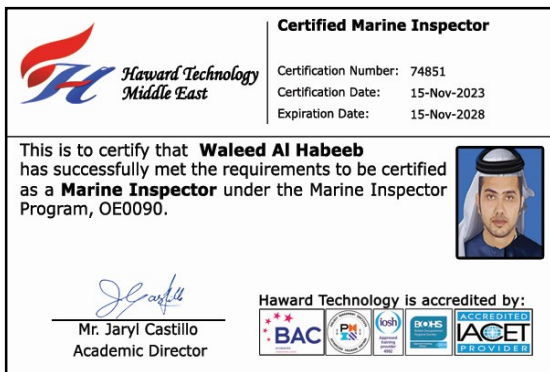 Haward Technology
Middle East
Certified Marine Inspector
Certification Number: 74851
Certification Date: 15-Nov-2023
Expiration Date: 15-Nov-2028
This is to certify that Waleed Al Habeeb
has successfully met the requirements to be certified
as a Marine Inspector under the Marine Inspector
Program, OE0090.
Mr. Jaryl Castillo
Academic Director
Haward Technology is accredited by:
BAC
iosh
Approved
training
provider
ACCREDITED
IACET
PROVIDER